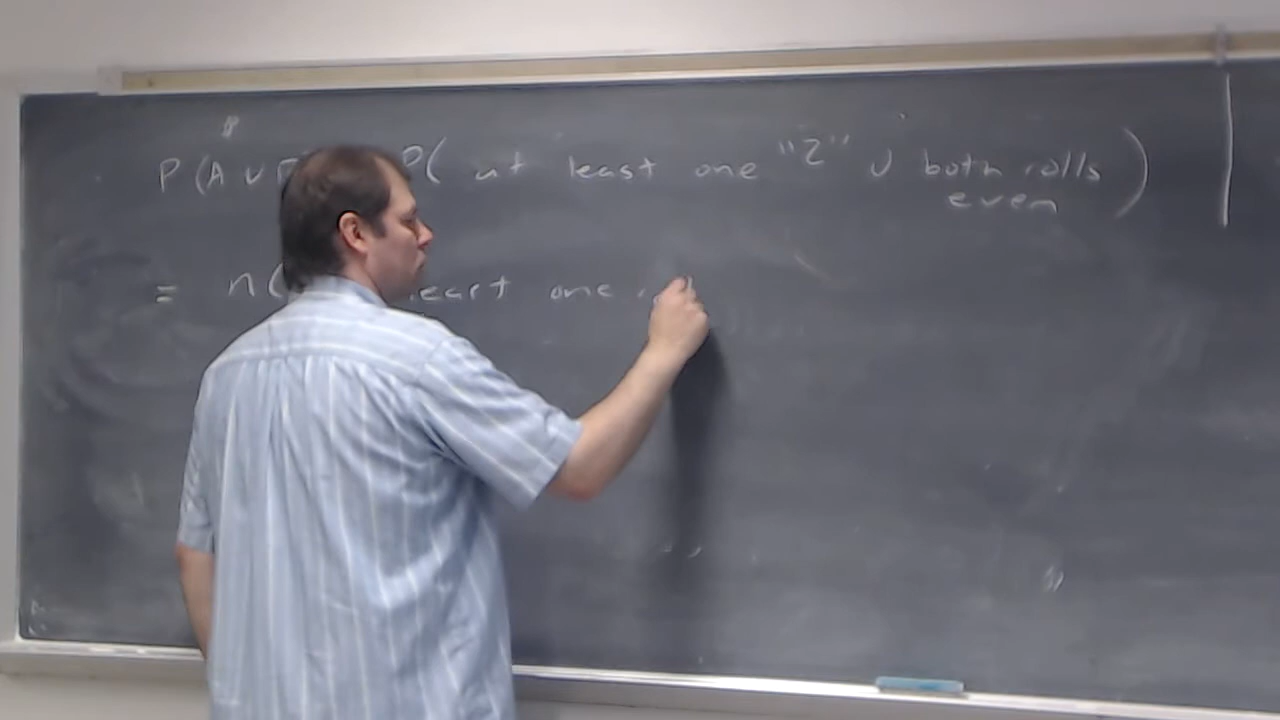 P(A ∪ P( at least one "2" ∪ both rolls
even )
= n( least one